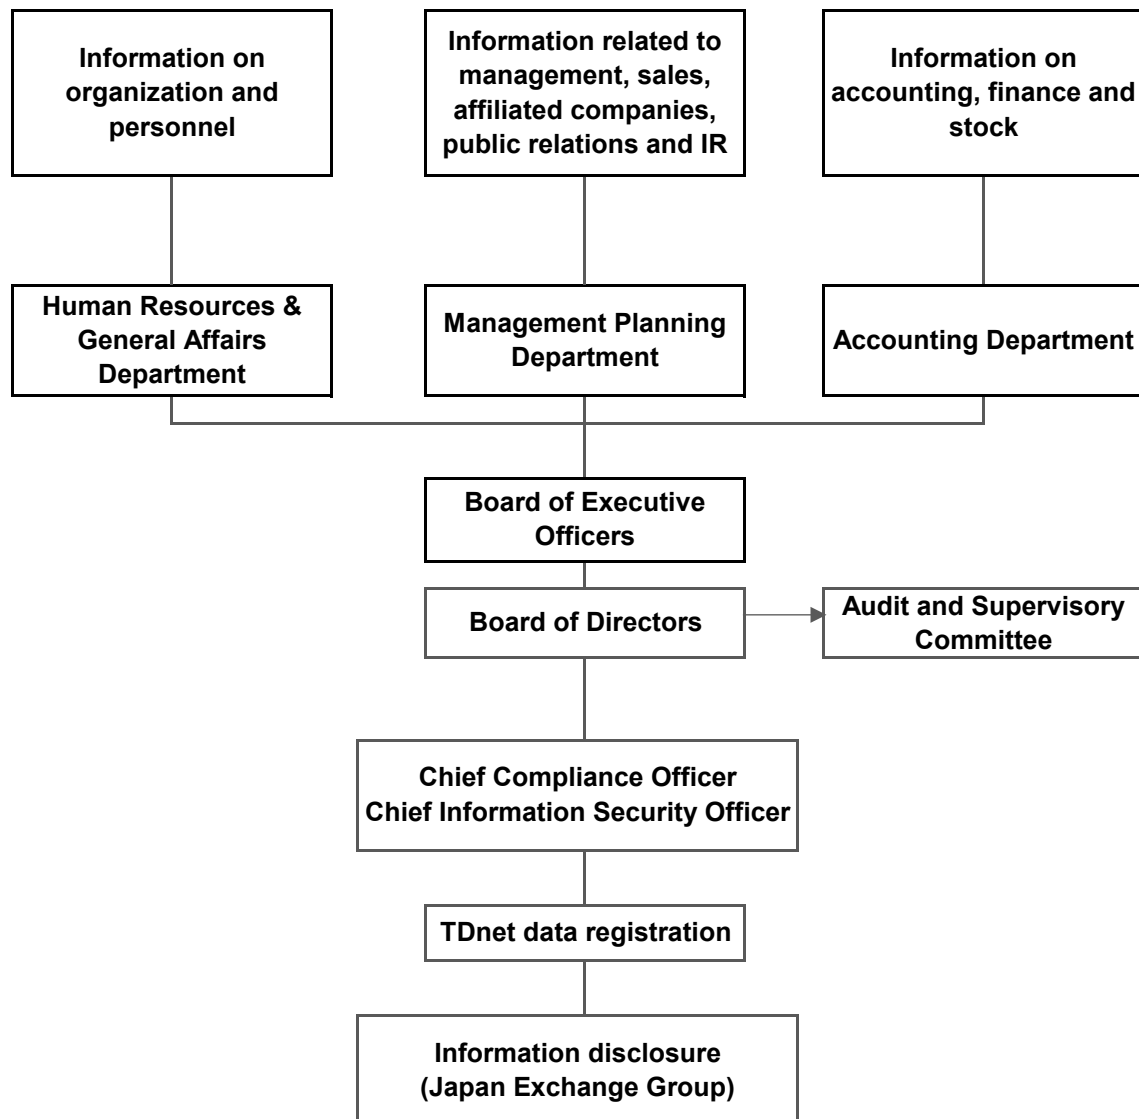 Information on
organization and
personnel
Information related to
management, sales,
affiliated companies,
public relations and IR
Information on
accounting, finance and
stock
Human Resources &
General Affairs
Department
Management Planning
Department
Accounting Department
Board of Executive
Officers
Board of Directors
Audit and Supervisory
Committee
Chief Compliance Officer
Chief Information Security Officer
TDnet data registration
Information disclosure
(Japan Exchange Group)